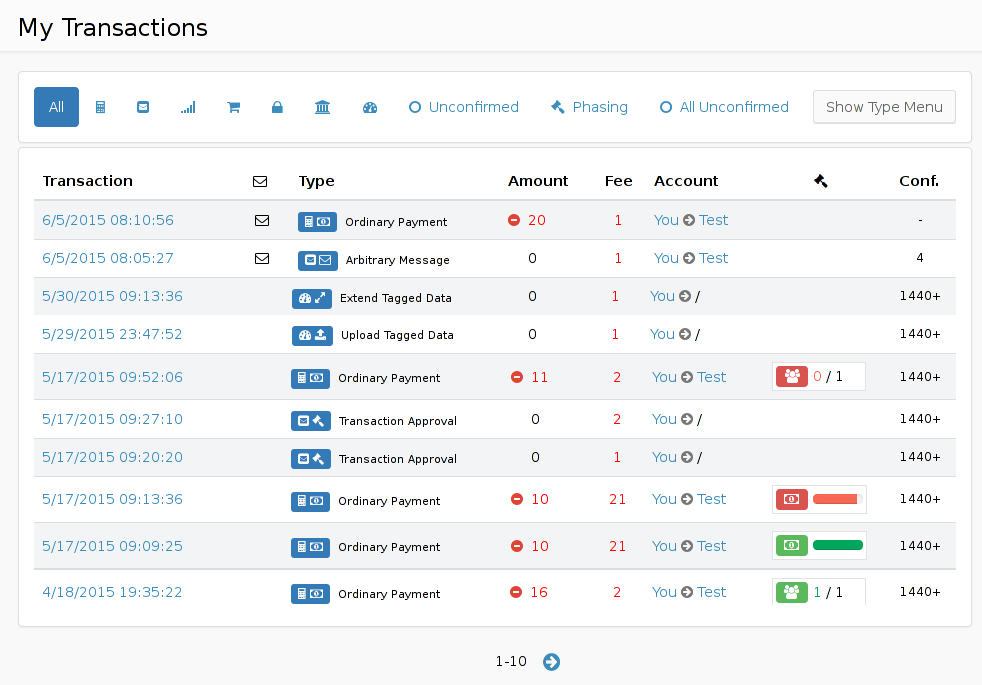 My Transactions
All Unconfirmed Phasing All Unconfirmed Show Type Menu
Transaction Type Amount Fee Account Conf.
6/5/2015 08:10:56 Ordinary Payment 20 1 You Test -
6/5/2015 08:05:27 Arbitrary Message 0 1 You Test 4
5/30/2015 09:13:36 Extend Tagged Data 0 1 You / 1440+
5/29/2015 23:47:52 Upload Tagged Data 0 1 You / 1440+
5/17/2015 09:52:06 Ordinary Payment 11 2 You Test 0 / 1 1440+
5/17/2015 09:27:10 Transaction Approval 0 2 You / 1440+
5/17/2015 09:20:20 Transaction Approval 0 1 You / 1440+
5/17/2015 09:13:36 Ordinary Payment 10 21 You Test 1440+
5/17/2015 09:09:25 Ordinary Payment 10 21 You Test 1440+
4/18/2015 19:35:22 Ordinary Payment 16 2 You Test 1 / 1 1440+
1-10